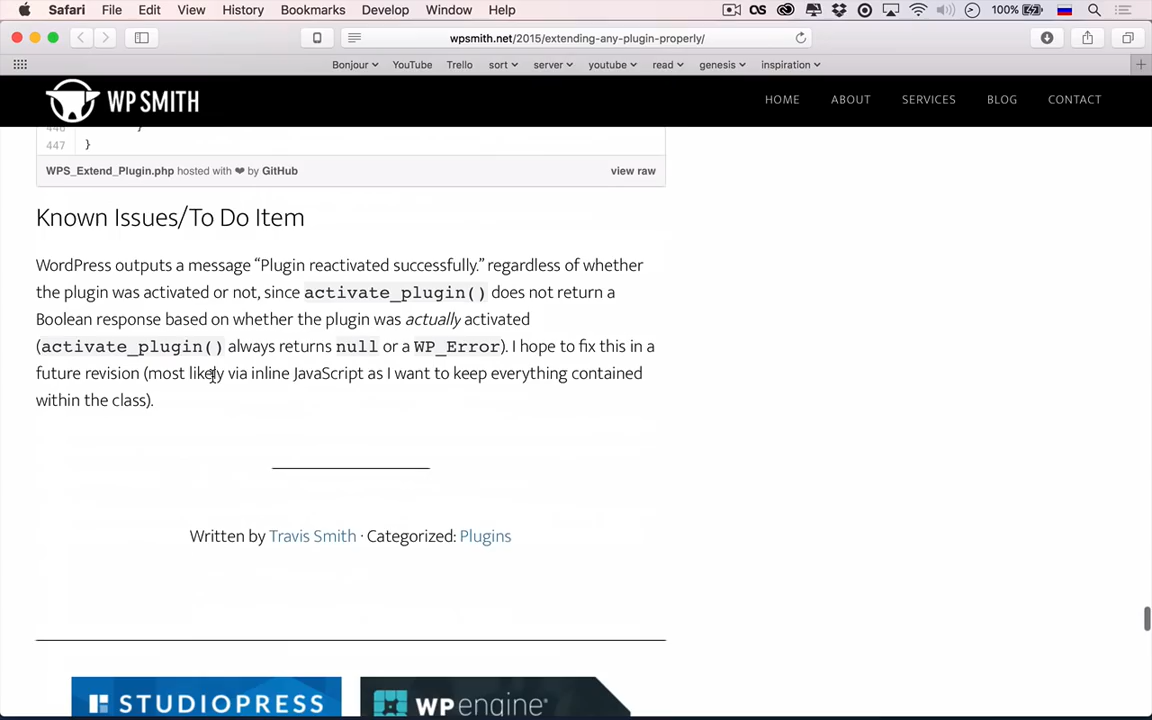 Safari File Edit View History Bookmarks Develop Window Help 100%
wpsmith.net/2015/extending-any-plugin-properly/
Bonjour YouTube Trello sort server youtube read genesis inspiration
WP SMITH HOME ABOUT SERVICES BLOG CONTACT
446 }
447 }
WPS_Extend_Plugin.php hosted with ❤ by GitHub view raw
Known Issues/To Do Item
WordPress outputs a message “Plugin reactivated successfully.” regardless of whether
the plugin was activated or not, since activate_plugin() does not return a
Boolean response based on whether the plugin was actually activated
(activate_plugin() always returns null or a WP_Error). I hope to fix this in a
future revision (most likely via inline JavaScript as I want to keep everything contained
within the class).
Written by Travis Smith · Categorized: Plugins
STUDIOPRESS
WPengine